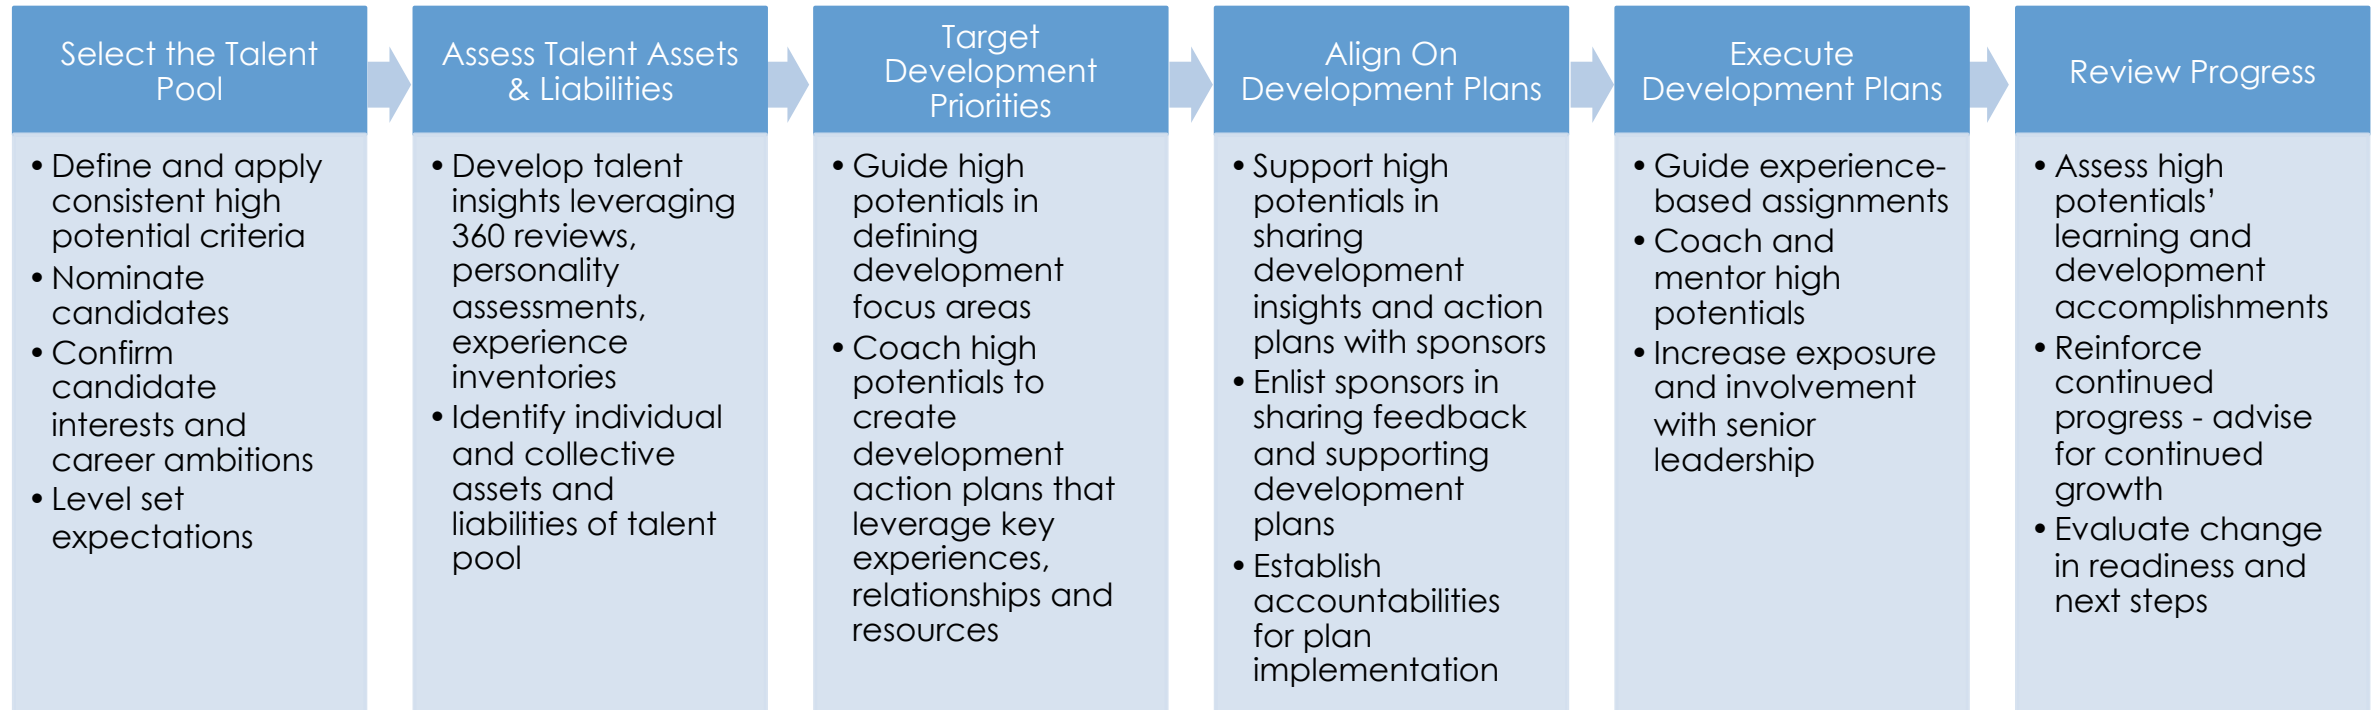 Select the Talent
Pool
• Define and apply
consistent high
potential criteria
• Nominate
candidates
• Confirm
candidate
interests and
career ambitions
• Level set
expectations
Assess Talent Assets
& Liabilities
• Develop talent
insights leveraging
360 reviews,
personality
assessments,
experience
inventories
• Identify individual
and collective
assets and
liabilities of talent
pool
Target
Development
Priorities
• Guide high
potentials in
defining
development
focus areas
• Coach high
potentials to
create
development
action plans that
leverage key
experiences,
relationships and
resources
Align On
Development Plans
• Support high
potentials in
sharing
development
insights and action
plans with sponsors
• Enlist sponsors in
sharing feedback
and supporting
development
plans
• Establish
accountabilities
for plan
implementation
Execute
Development Plans
• Guide experience-
based assignments
• Coach and
mentor high
potentials
• Increase exposure
and involvement
with senior
leadership
Review Progress
• Assess high
potentials’
learning and
development
accomplishments
• Reinforce
continued
progress - advise
for continued
growth
• Evaluate change
in readiness and
next steps